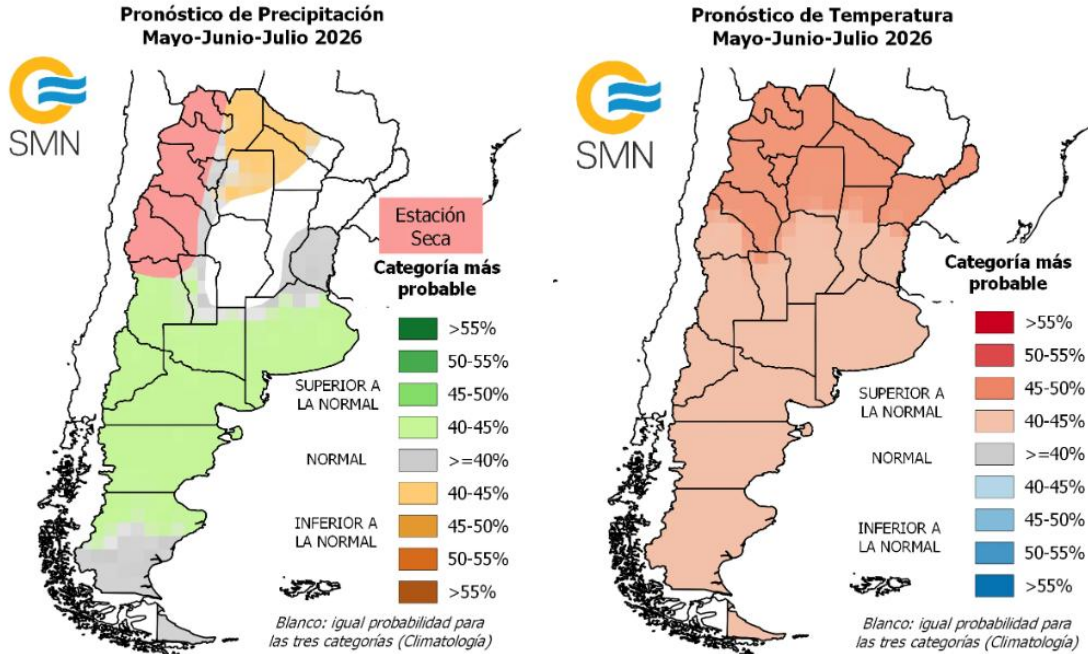 Pronóstico de Precipitación
Mayo-Junio-Julio 2026
SMN
Estación
Seca
Categoría más
probable
>55%
50-55%
SUPERIOR A
LA NORMAL
45-50%
40-45%
NORMAL
>=40%
40-45%
INFERIOR A
LA NORMAL
45-50%
50-55%
>55%
Blanco: igual probabilidad para
las tres categorías (Climatología)
Pronóstico de Temperatura
Mayo-Junio-Julio 2026
SMN
Categoría más
probable
>55%
50-55%
SUPERIOR A
LA NORMAL
45-50%
40-45%
NORMAL
>=40%
40-45%
INFERIOR A
LA NORMAL
45-50%
50-55%
>55%
Blanco: igual probabilidad para
las tres categorías (Climatología)